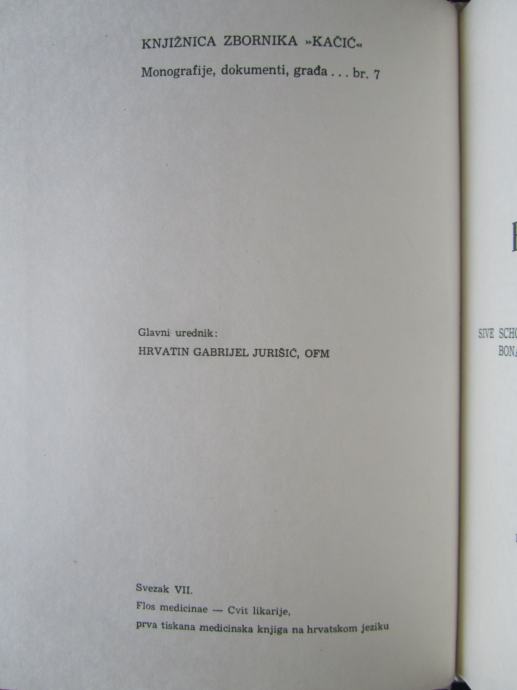 KNJIŽNICA ZBORNIKA »KAČIĆ«
Monografije, dokumenti, građa . . . br. 7
Glavni urednik:
HRVATIN GABRIJEL JURIŠIĆ, OFM
Svezak VII.
Flos medicinae — Cvit likarije,
prva tiskana medicinska knjiga na hrvatskom jeziku
SIVE